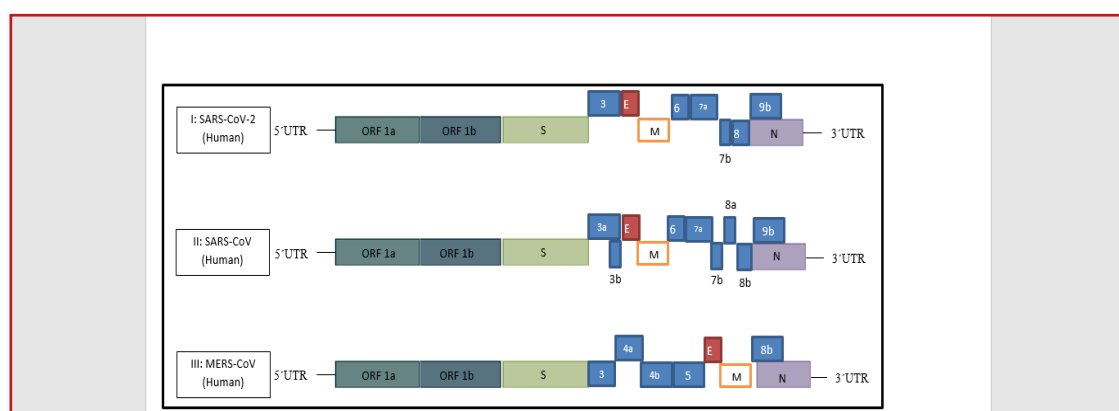 I: SARS-CoV-2
(Human)
5´UTR
ORF 1a
ORF 1b
S
3
E
M
6
7a
7b
8
9b
N
3´UTR
II: SARS-CoV
(Human)
5´UTR
ORF 1a
ORF 1b
S
3a
3b
E
M
6
7a
7b
8a
8b
9b
N
3´UTR
III: MERS-CoV
(Human)
5´UTR
ORF 1a
ORF 1b
S
3
4a
4b
5
E
M
8b
N
3´UTR